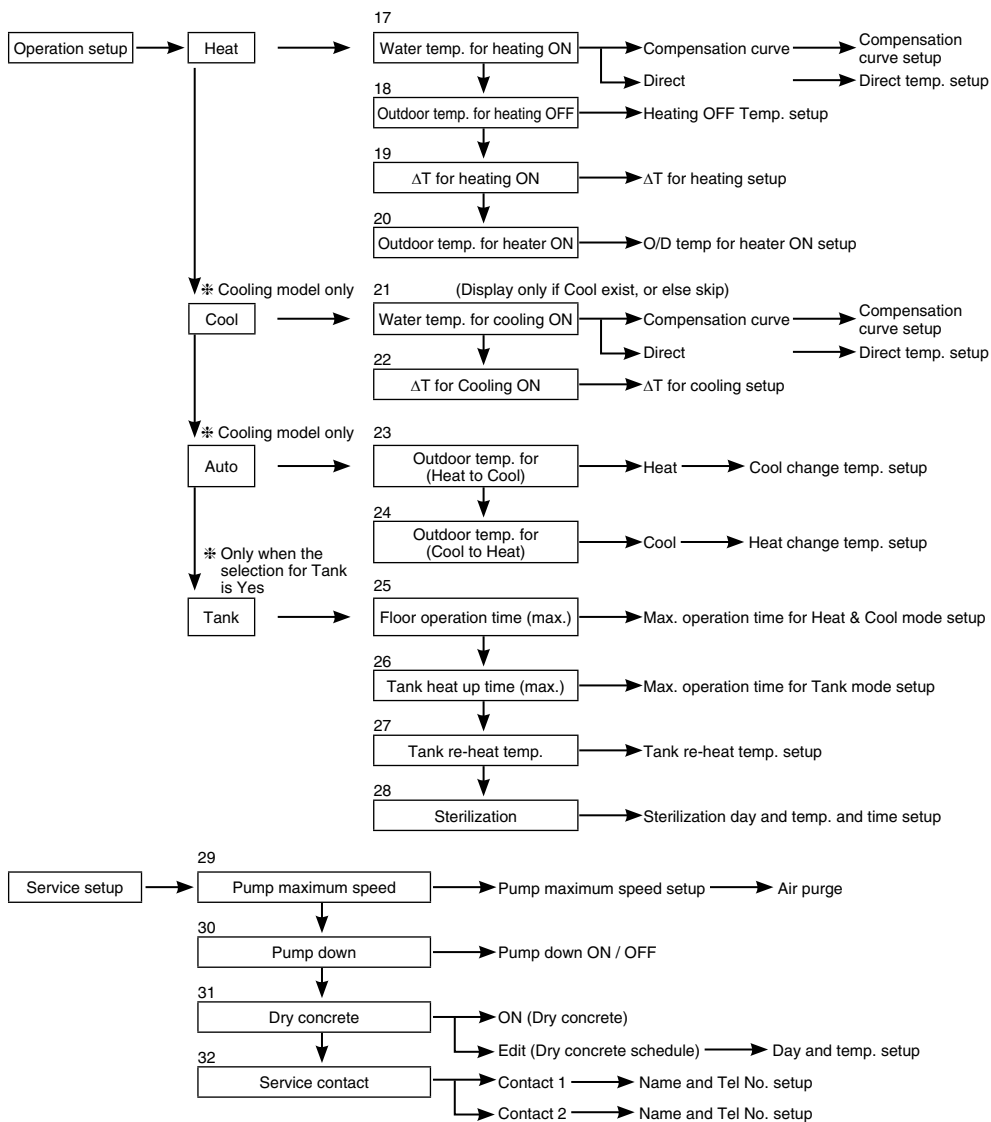 17
Operation setup
Heat
Water temp. for heating ON
Compensation curve
Compensation
curve setup
Direct
Direct temp. setup
18
Outdoor temp. for heating OFF
Heating OFF Temp. setup
19
ΔT for heating ON
ΔT for heating setup
20
Outdoor temp. for heater ON
O/D temp for heater ON setup
❈ Cooling model only
21
(Display only if Cool exist, or else skip)
Cool
Water temp. for cooling ON
Compensation curve
Compensation
curve setup
Direct
Direct temp. setup
22
ΔT for Cooling ON
ΔT for cooling setup
❈ Cooling model only
23
Auto
Outdoor temp. for
(Heat to Cool)
Heat
Cool change temp. setup
24
Outdoor temp. for
(Cool to Heat)
Cool
Heat change temp. setup
❈ Only when the
selection for Tank
is Yes
25
Tank
Floor operation time (max.)
Max. operation time for Heat & Cool mode setup
26
Tank heat up time (max.)
Max. operation time for Tank mode setup
27
Tank re-heat temp.
Tank re-heat temp. setup
28
Sterilization
Sterilization day and temp. and time setup
29
Service setup
Pump maximum speed
Pump maximum speed setup
Air purge
30
Pump down
Pump down ON / OFF
31
Dry concrete
ON (Dry concrete)
Edit (Dry concrete schedule)
Day and temp. setup
32
Service contact
Contact 1
Name and Tel No. setup
Contact 2
Name and Tel No. setup